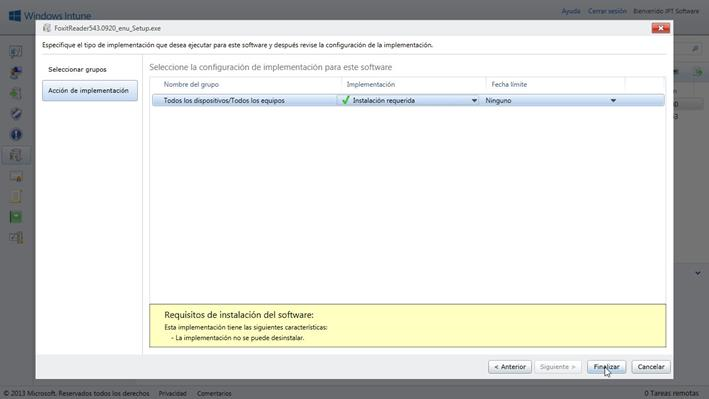 Windows Intune
Ayuda Cerrar sesión Bienvenido JPT Software
FoxitReader543.0920_enu_Setup.exe
Especifique el tipo de implementación que desea ejecutar para este software y después revise la configuración de la implementación.
Seleccionar grupos
Acción de implementación
Seleccione la configuración de implementación para este software
Nombre del grupo Implementación Fecha límite
Todos los dispositivos/Todos los equipos Instalación requerida Ninguno
Requisitos de instalación del software:
Esta implementación tiene las siguientes características:
- La implementación no se puede desinstalar.
< Anterior Siguiente > Finalizar Cancelar
© 2013 Microsoft. Reservados todos los derechos Privacidad Comentarios 0 Tareas remotas